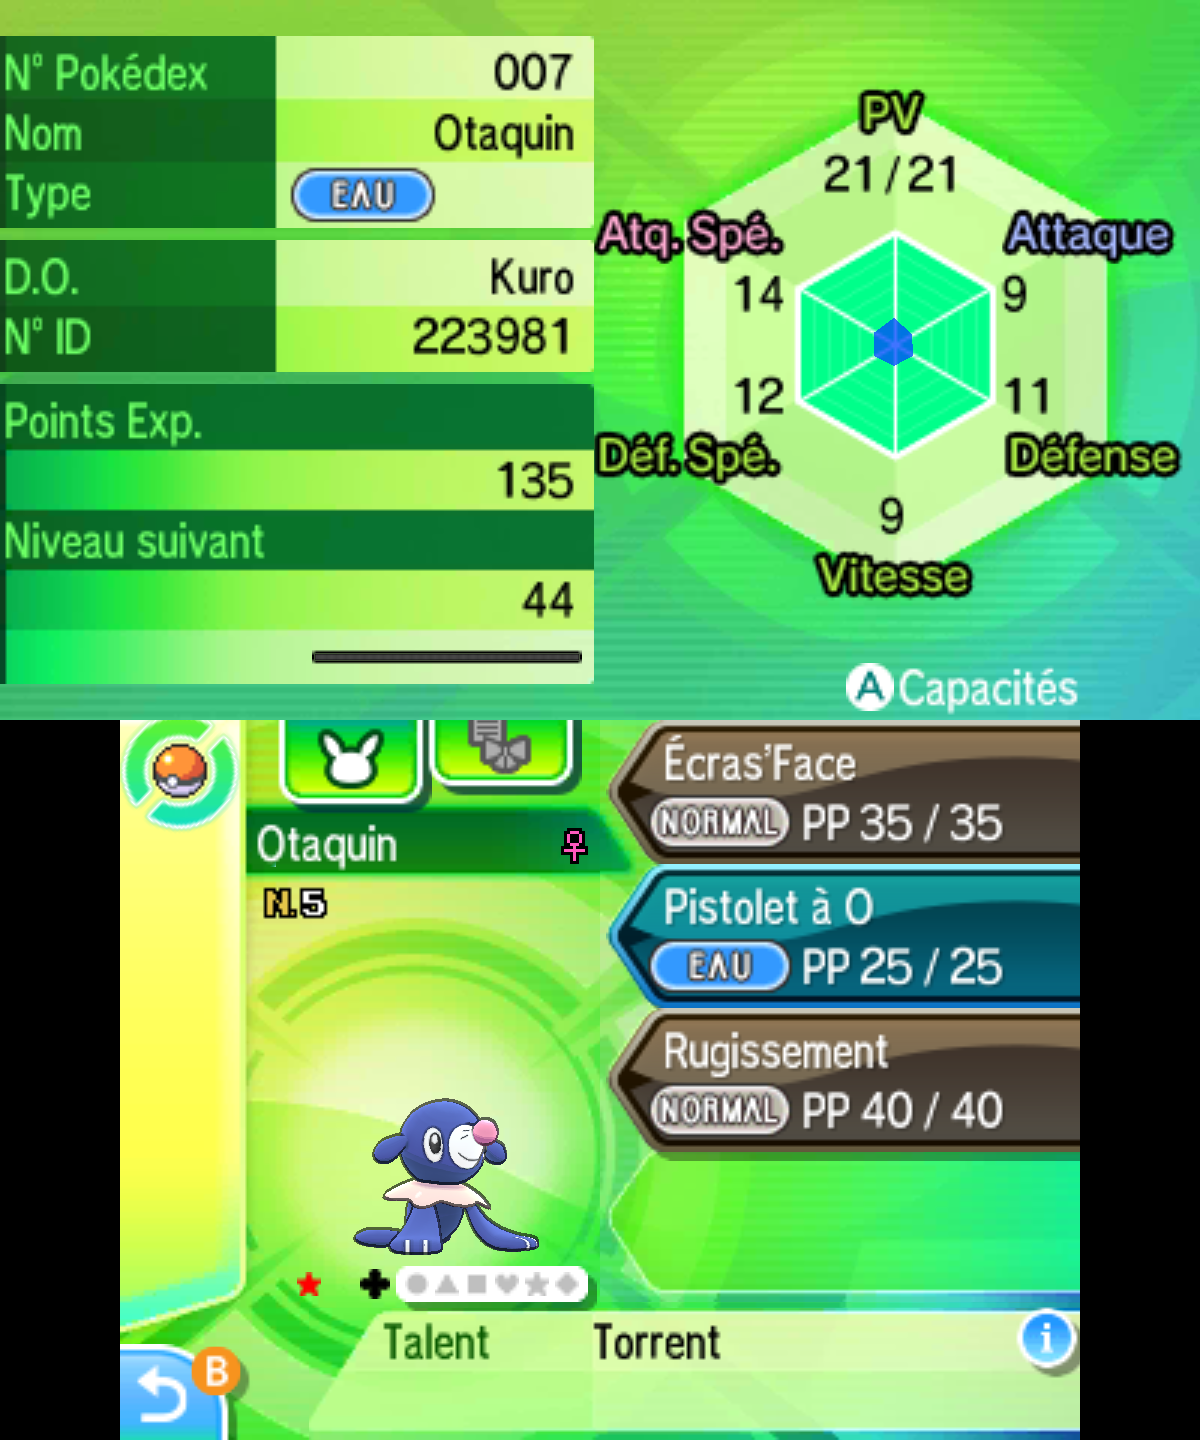 N° Pokédex 007
Nom Otaquin
Type EAU
D.O. Kuro
N° ID 223981
Points Exp.
135
Niveau suivant
44
PV
21 / 21
Atq. Spé. Attaque
14 9
12 11
Déf. Spé. Défense
9
Vitesse
A Capacités
Otaquin
N.5
Écras'Face
NORMAL PP 35 / 35
Pistolet à O
EAU PP 25 / 25
Rugissement
NORMAL PP 40 / 40
Talent Torrent
i
B